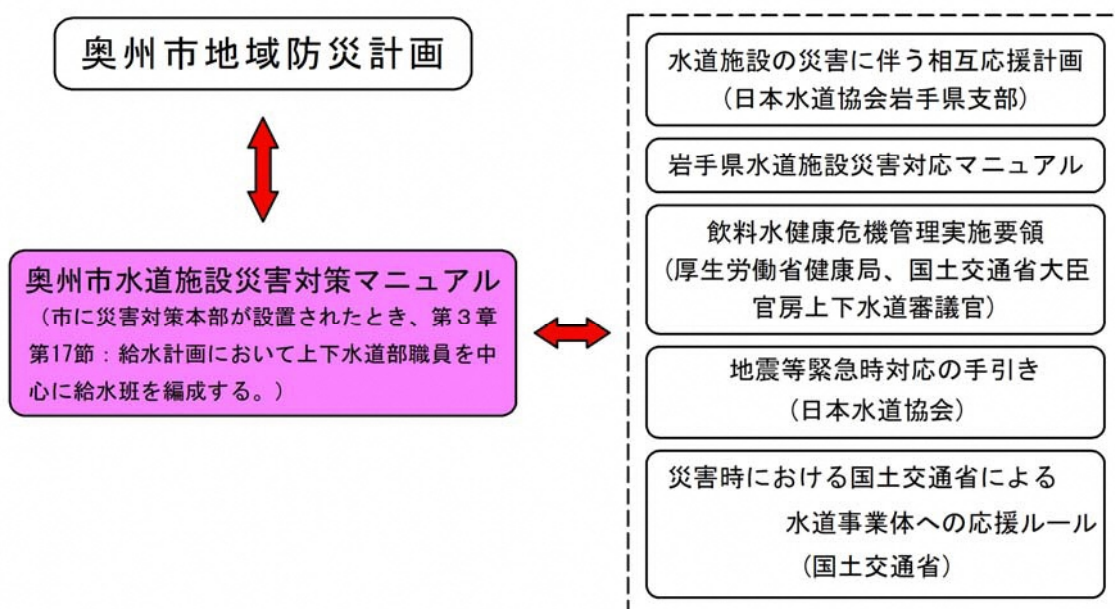 奥州市地域防災計画
奥州市水道施設災害対策マニュアル
（市に災害対策本部が設置されたとき、第３章
第17節：給水計画において上下水道部職員を中
心に給水班を編成する。）
水道施設の災害に伴う相互応援計画
（日本水道協会岩手県支部）
岩手県水道施設災害対応マニュアル
飲料水健康危機管理実施要領
（厚生労働省健康局、国土交通省大臣
官房上下水道審議官）
地震等緊急時対応の手引き
（日本水道協会）
災害時における国土交通省による
水道事業体への応援ルール
（国土交通省）